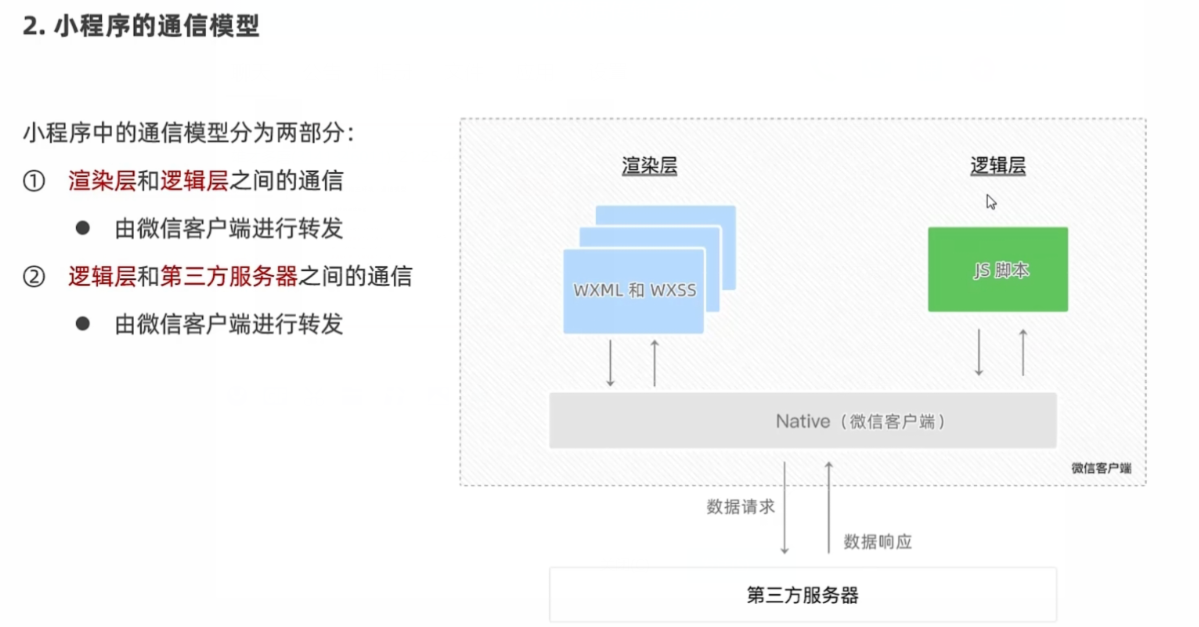 2. 小程序的通信模型
小程序中的通信模型分为两部分：
① 渲染层和逻辑层之间的通信
● 由微信客户端进行转发
② 逻辑层和第三方服务器之间的通信
● 由微信客户端进行转发
渲染层
逻辑层
WXML 和 WXSS
JS 脚本
Native（微信客户端）
微信客户端
数据请求
数据响应
第三方服务器